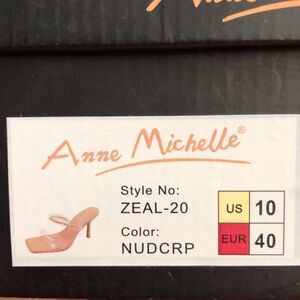 Anne Michelle®
Style No:
ZEAL-20
Color:
NUDCRP
US 10
EUR 40